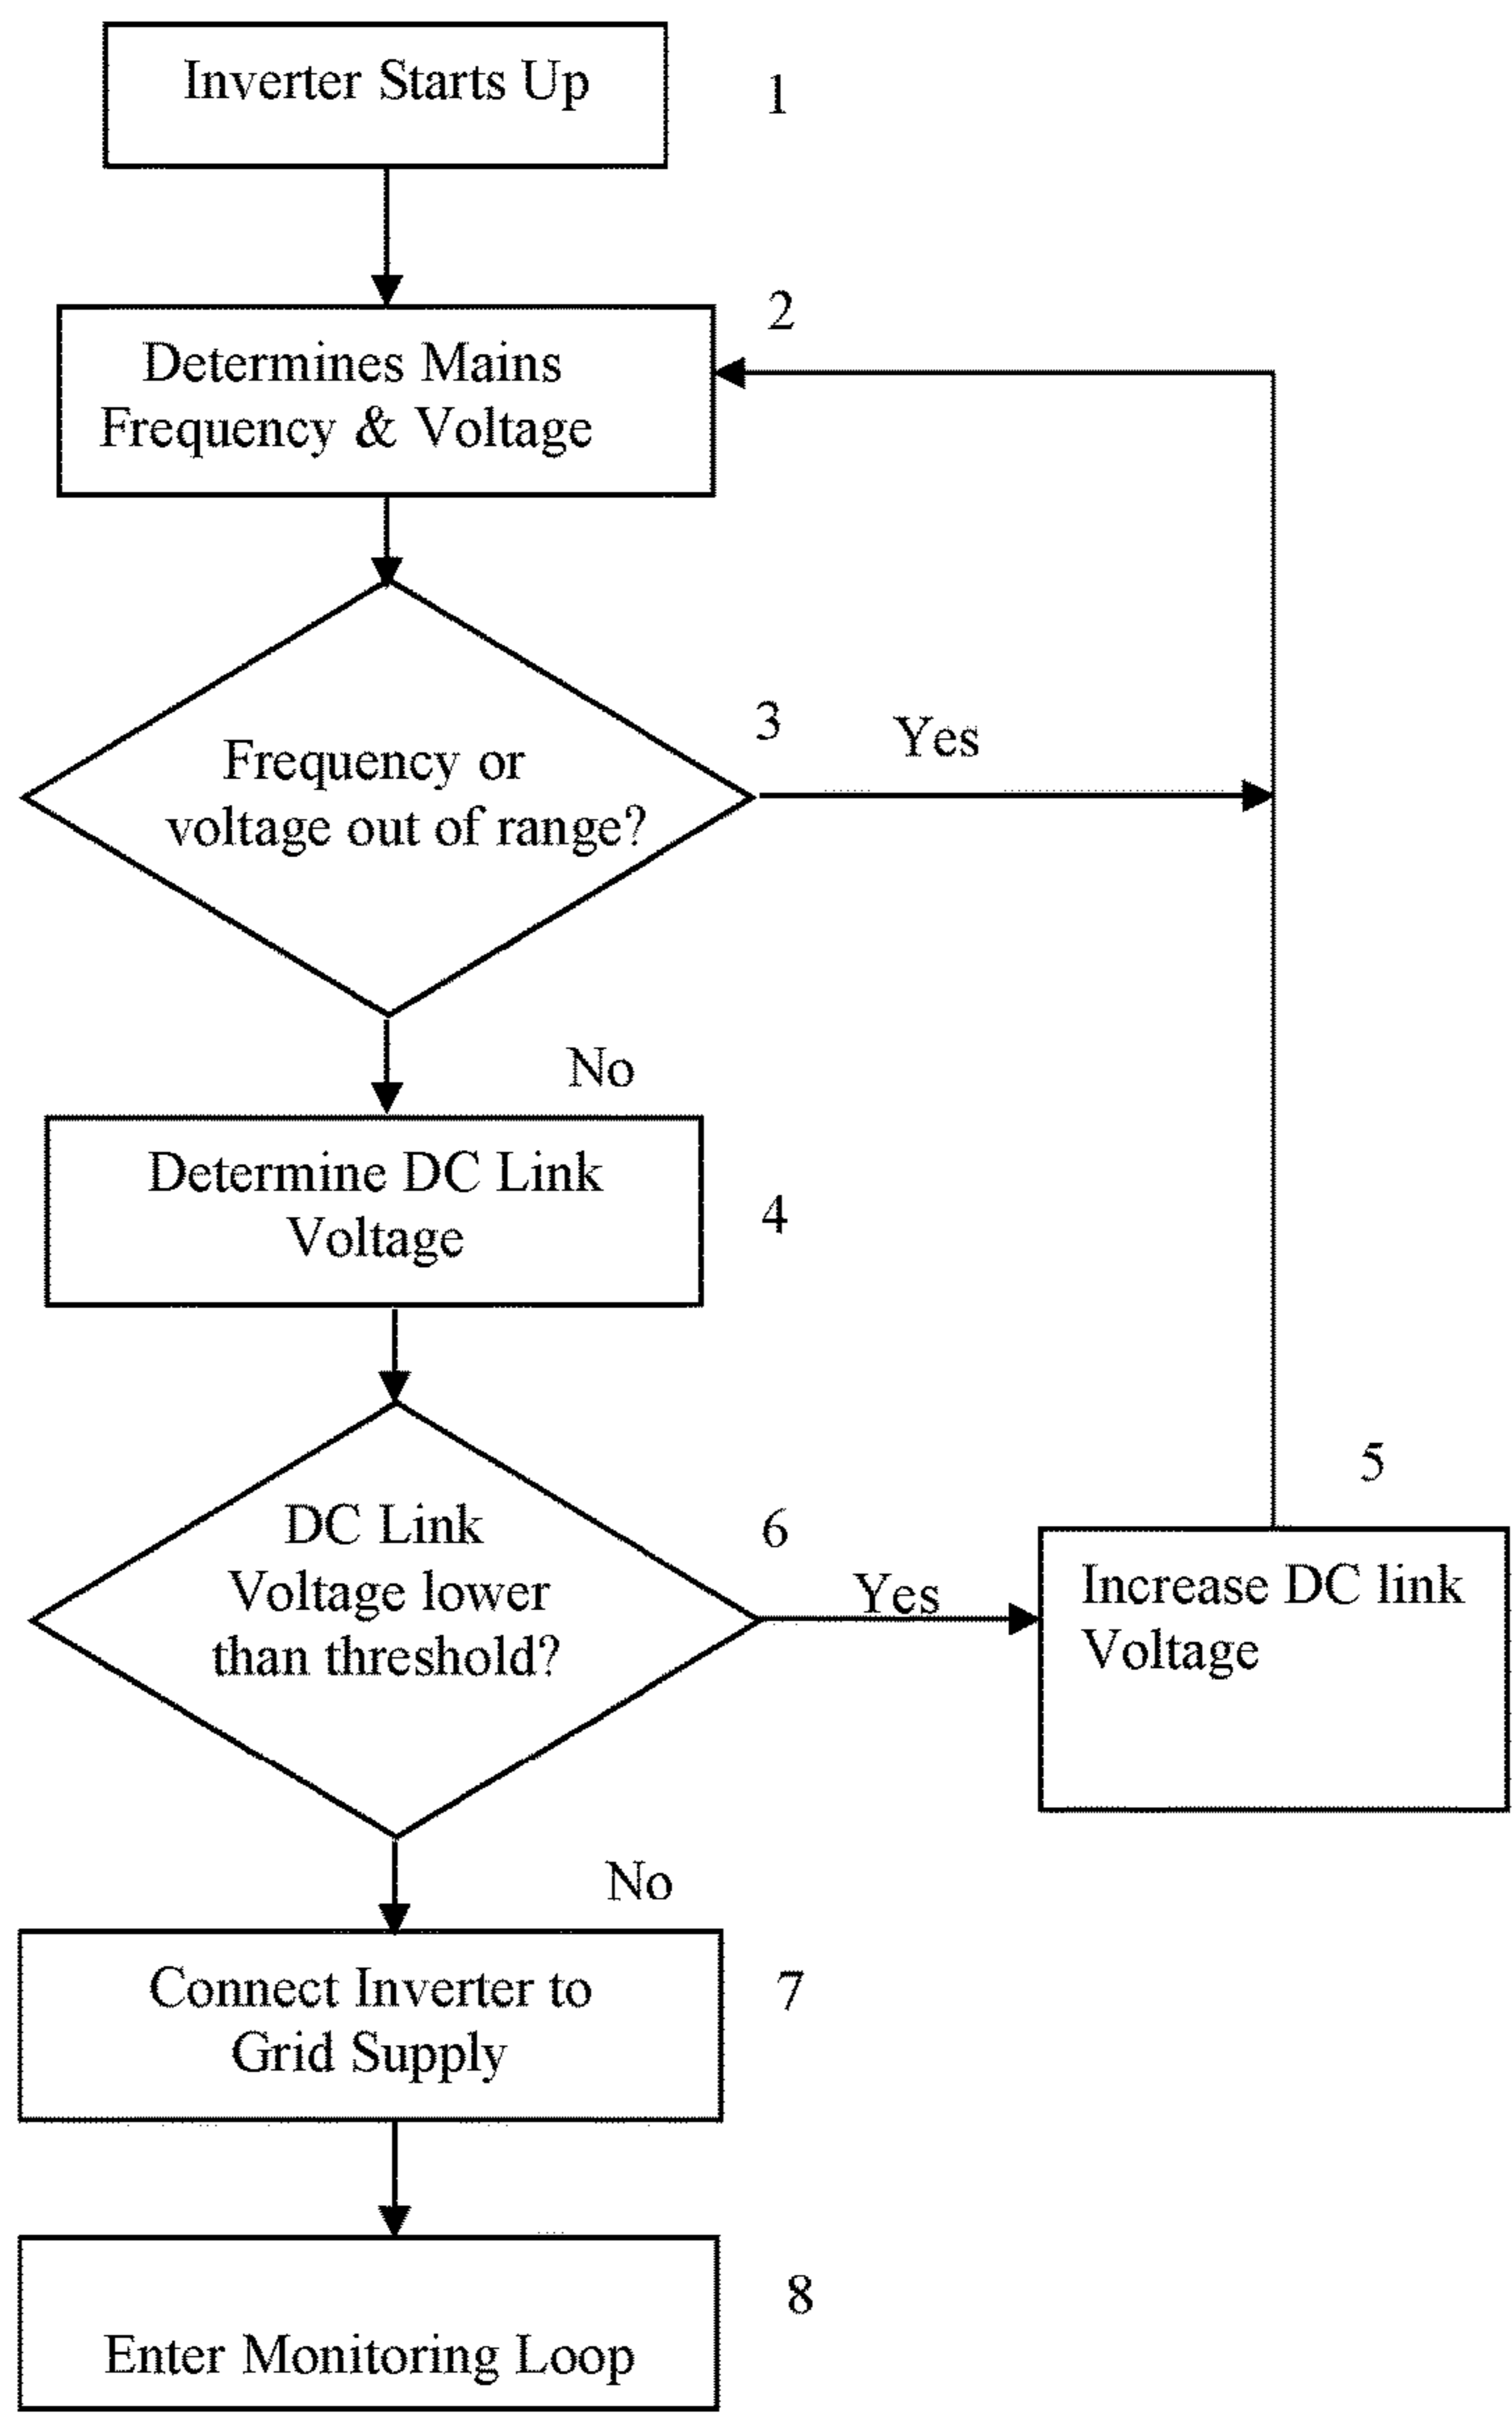 Inverter Starts Up
1
2
Determines Mains
Frequency & Voltage
3
Yes
Frequency or
voltage out of range?
No
Determine DC Link
Voltage
4
5
DC Link
Voltage lower
than threshold?
6
Yes
Increase DC link
Voltage
No
Connect Inverter to
Grid Supply
7
8
Enter Monitoring Loop